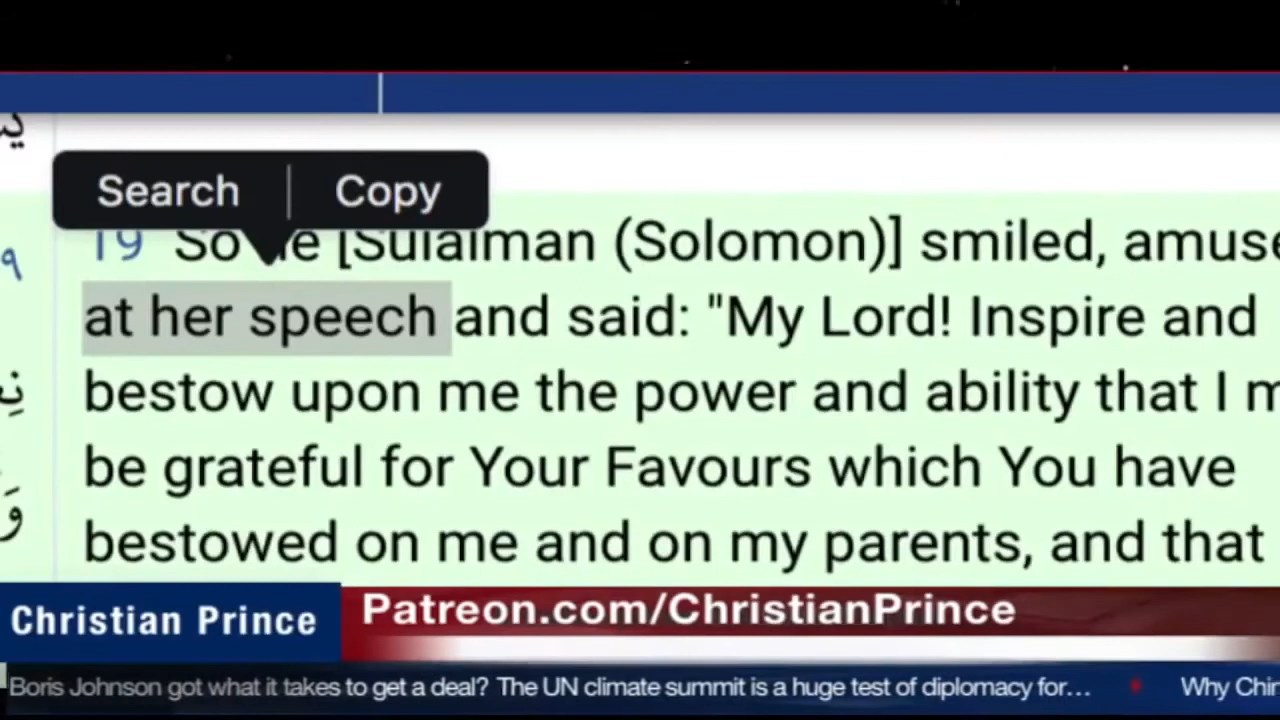 Search Copy
19 So he [Sulaiman (Solomon)] smiled, amuse
at her speech and said: "My Lord! Inspire and
bestow upon me the power and ability that I m
be grateful for Your Favours which You have
bestowed on me and on my parents, and that
Christian Prince
Patreon.com/ChristianPrince
Boris Johnson got what it takes to get a deal? The UN climate summit is a huge test of diplomacy for… • Why Chin